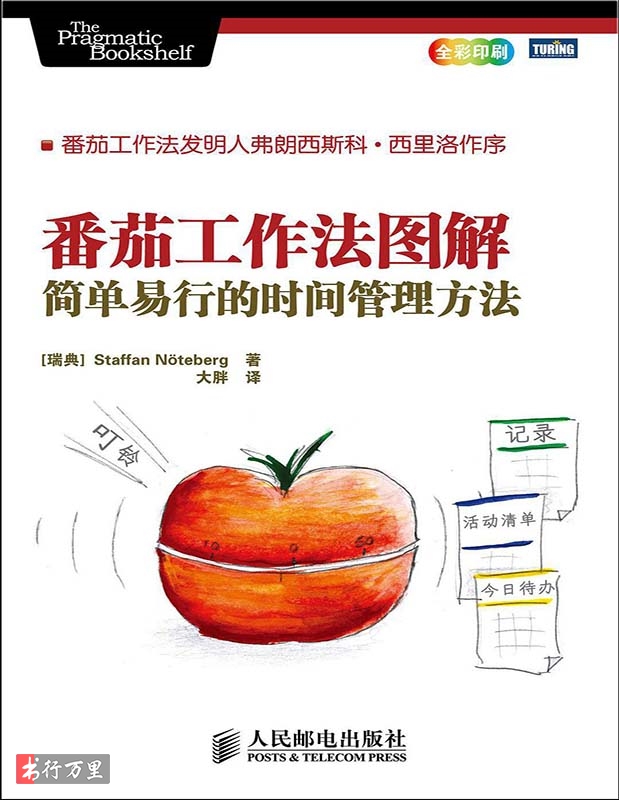 The
Pragmatic
Bookshelf
全彩印刷
TURING
番茄工作法发明人弗朗西斯科·西里洛作序
番茄工作法图解
简单易行的时间管理方法
[瑞典] Staffan Nöteberg 著
大胖 译
叮铃
记录
活动清单
今日待办
10
0
50
人民邮电出版社
POSTS & TELECOM PRESS
书行万里